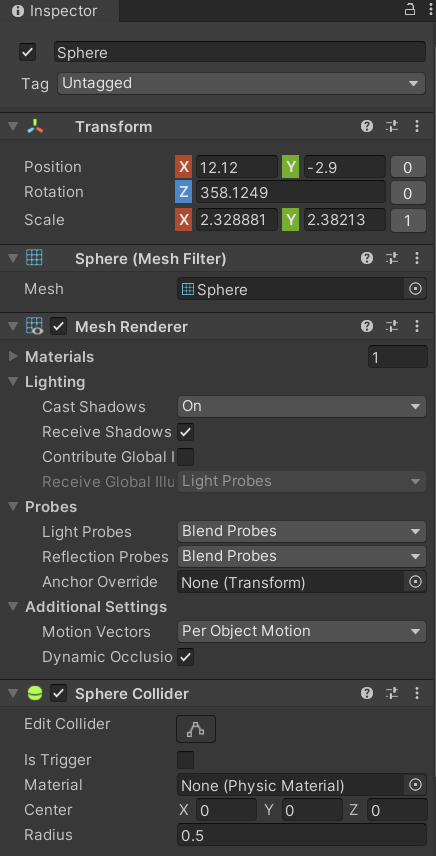 Inspector
Sphere
Tag Untagged
Transform
Position X 12.12 Y -2.9 0
Rotation Z 358.1249 0
Scale X 2.328881 Y 2.38213 1
Sphere (Mesh Filter)
Mesh Sphere
Mesh Renderer
Materials 1
Lighting
Cast Shadows On
Receive Shadows
Contribute Global I
Receive Global Illu Light Probes
Probes
Light Probes Blend Probes
Reflection Probes Blend Probes
Anchor Override None (Transform)
Additional Settings
Motion Vectors Per Object Motion
Dynamic Occlusio
Sphere Collider
Edit Collider
Is Trigger
Material None (Physic Material)
Center X 0 Y 0 Z 0
Radius 0.5